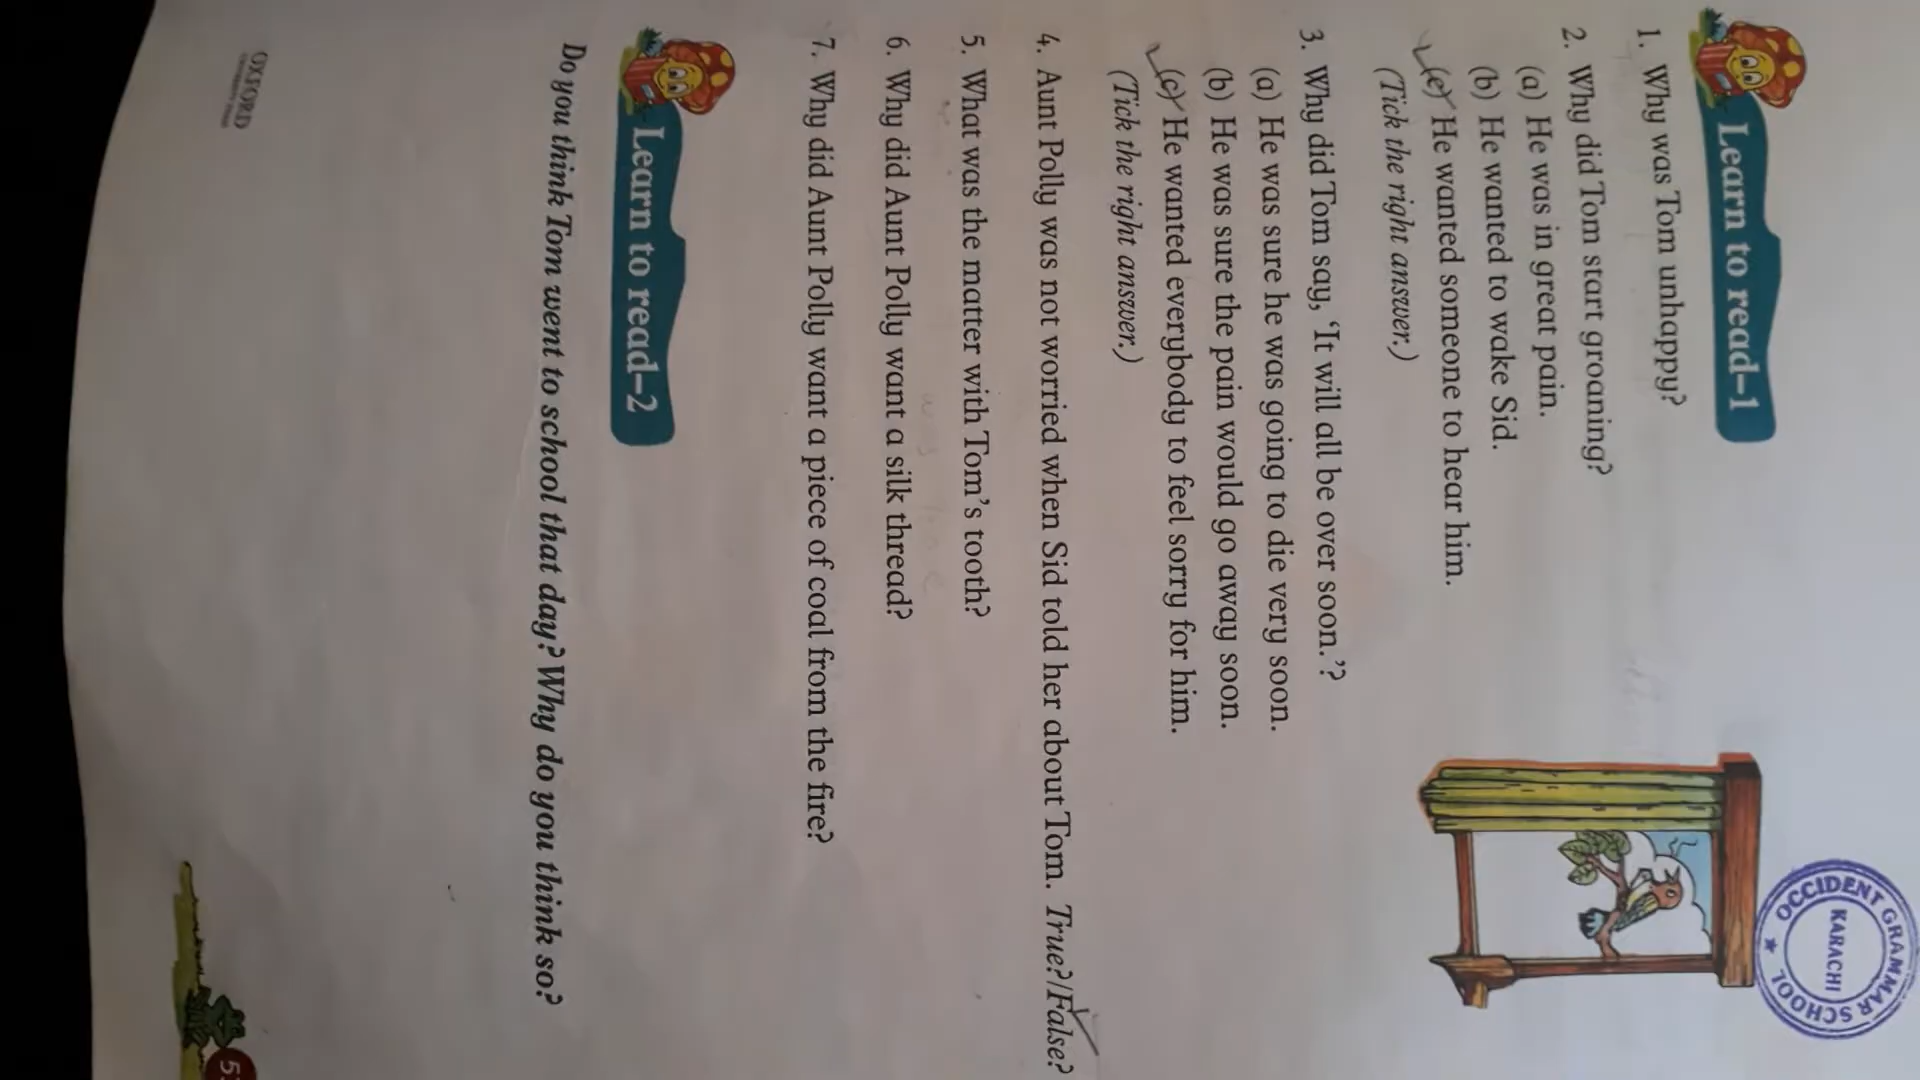 OCCIDENT GRAMMAR SCHOOL
KARACHI
Learn to read–1
1. Why was Tom unhappy?
2. Why did Tom start groaning?
(a) He was in great pain.
(b) He wanted to wake Sid.
(c) He wanted someone to hear him.
(Tick the right answer.)
3. Why did Tom say, ‘It will all be over soon.’?
(a) He was sure he was going to die very soon.
(b) He was sure the pain would go away soon.
(c) He wanted everybody to feel sorry for him.
(Tick the right answer.)
4. Aunt Polly was not worried when Sid told her about Tom. True?/False?
5. What was the matter with Tom’s tooth?
6. Why did Aunt Polly want a silk thread?
7. Why did Aunt Polly want a piece of coal from the fire?
Learn to read–2
Do you think Tom went to school that day? Why do you think so?
OXFORD